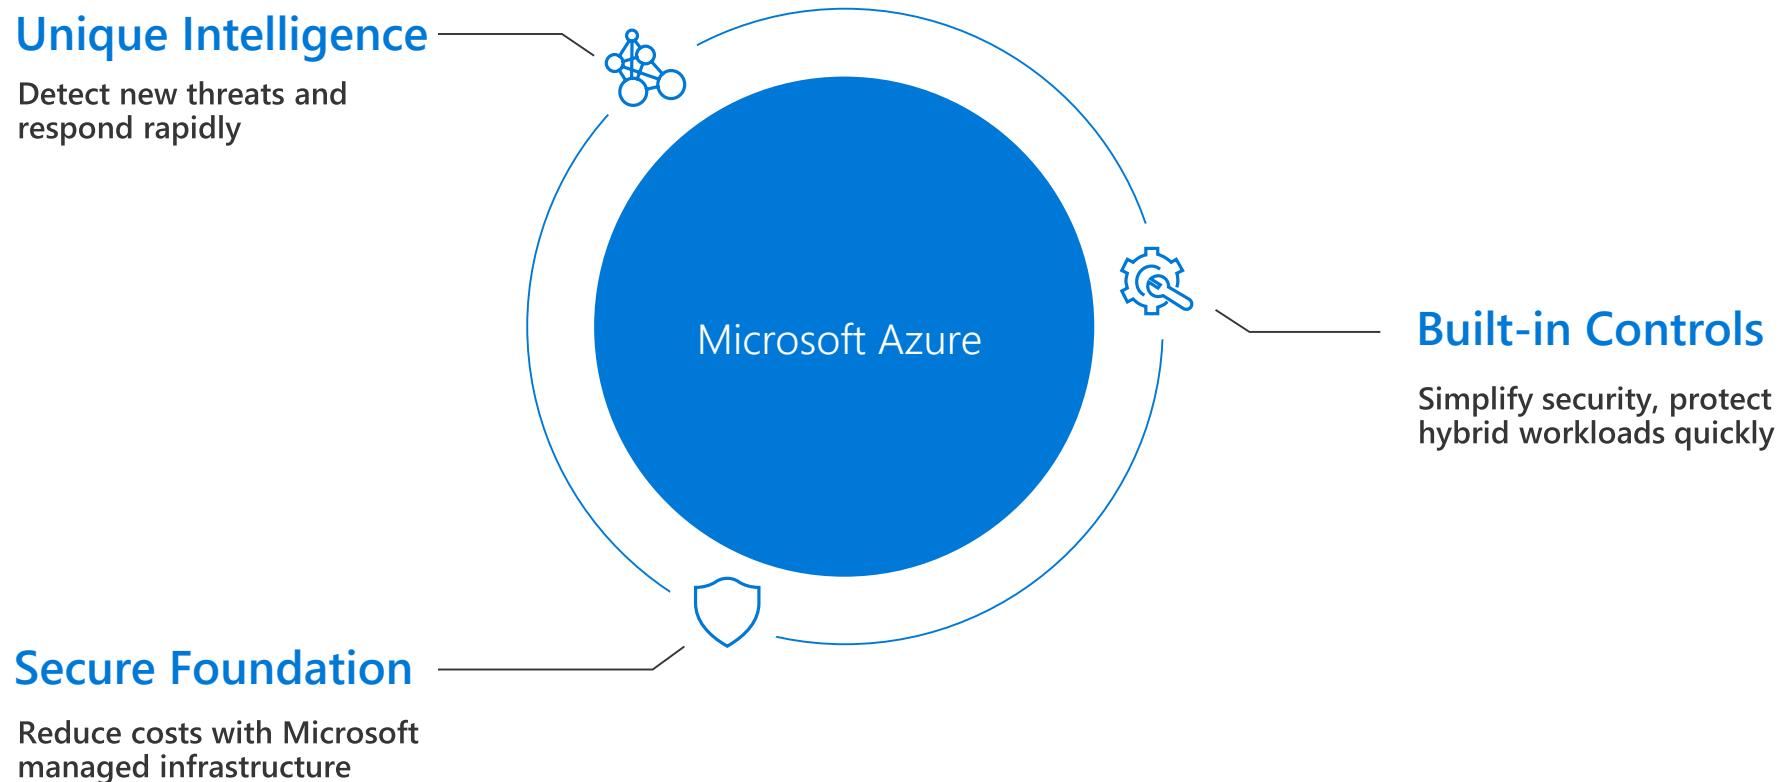 Unique Intelligence
Detect new threats and
respond rapidly
Microsoft Azure
Built-in Controls
Simplify security, protect
hybrid workloads quickly
Secure Foundation
Reduce costs with Microsoft
managed infrastructure